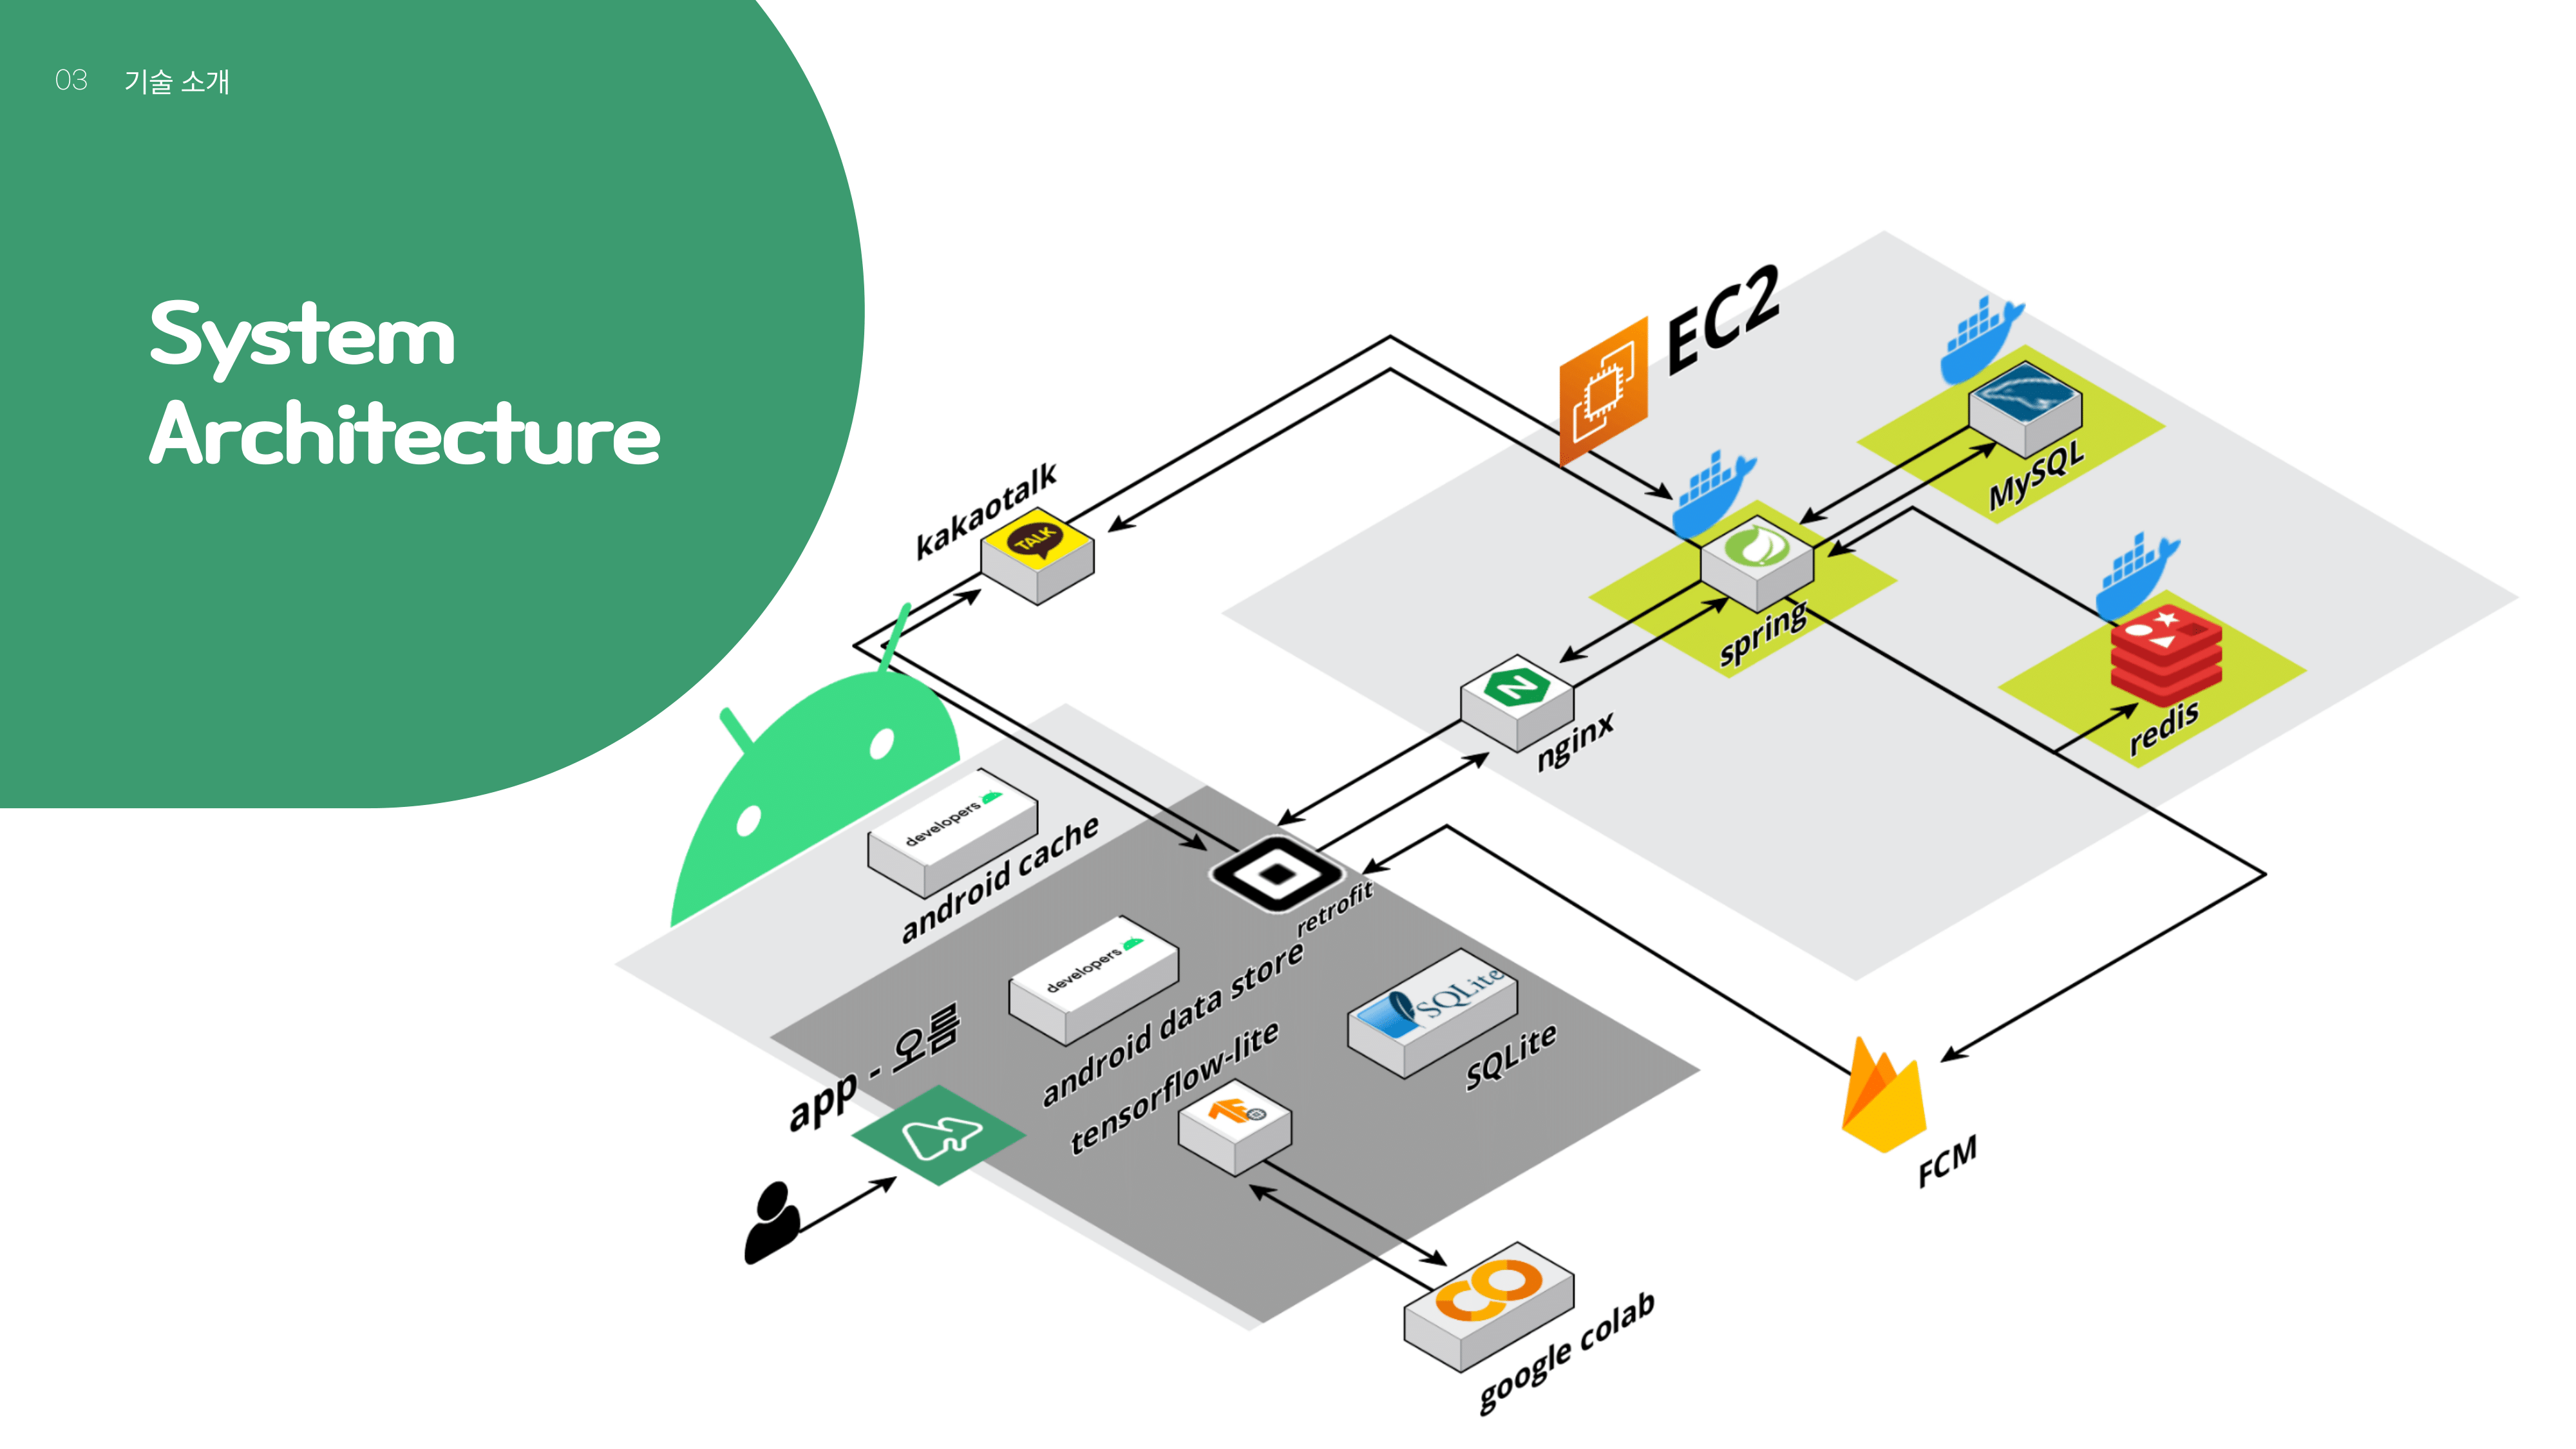 03 기술 소개
System
Architecture
EC2
MySQL
kakaotalk
TALK
spring
redis
nginx
developers
android cache
retrofit
developers
android data store
SQLite
SQLite
app - 오름
tensorflow-lite
FCM
google colab